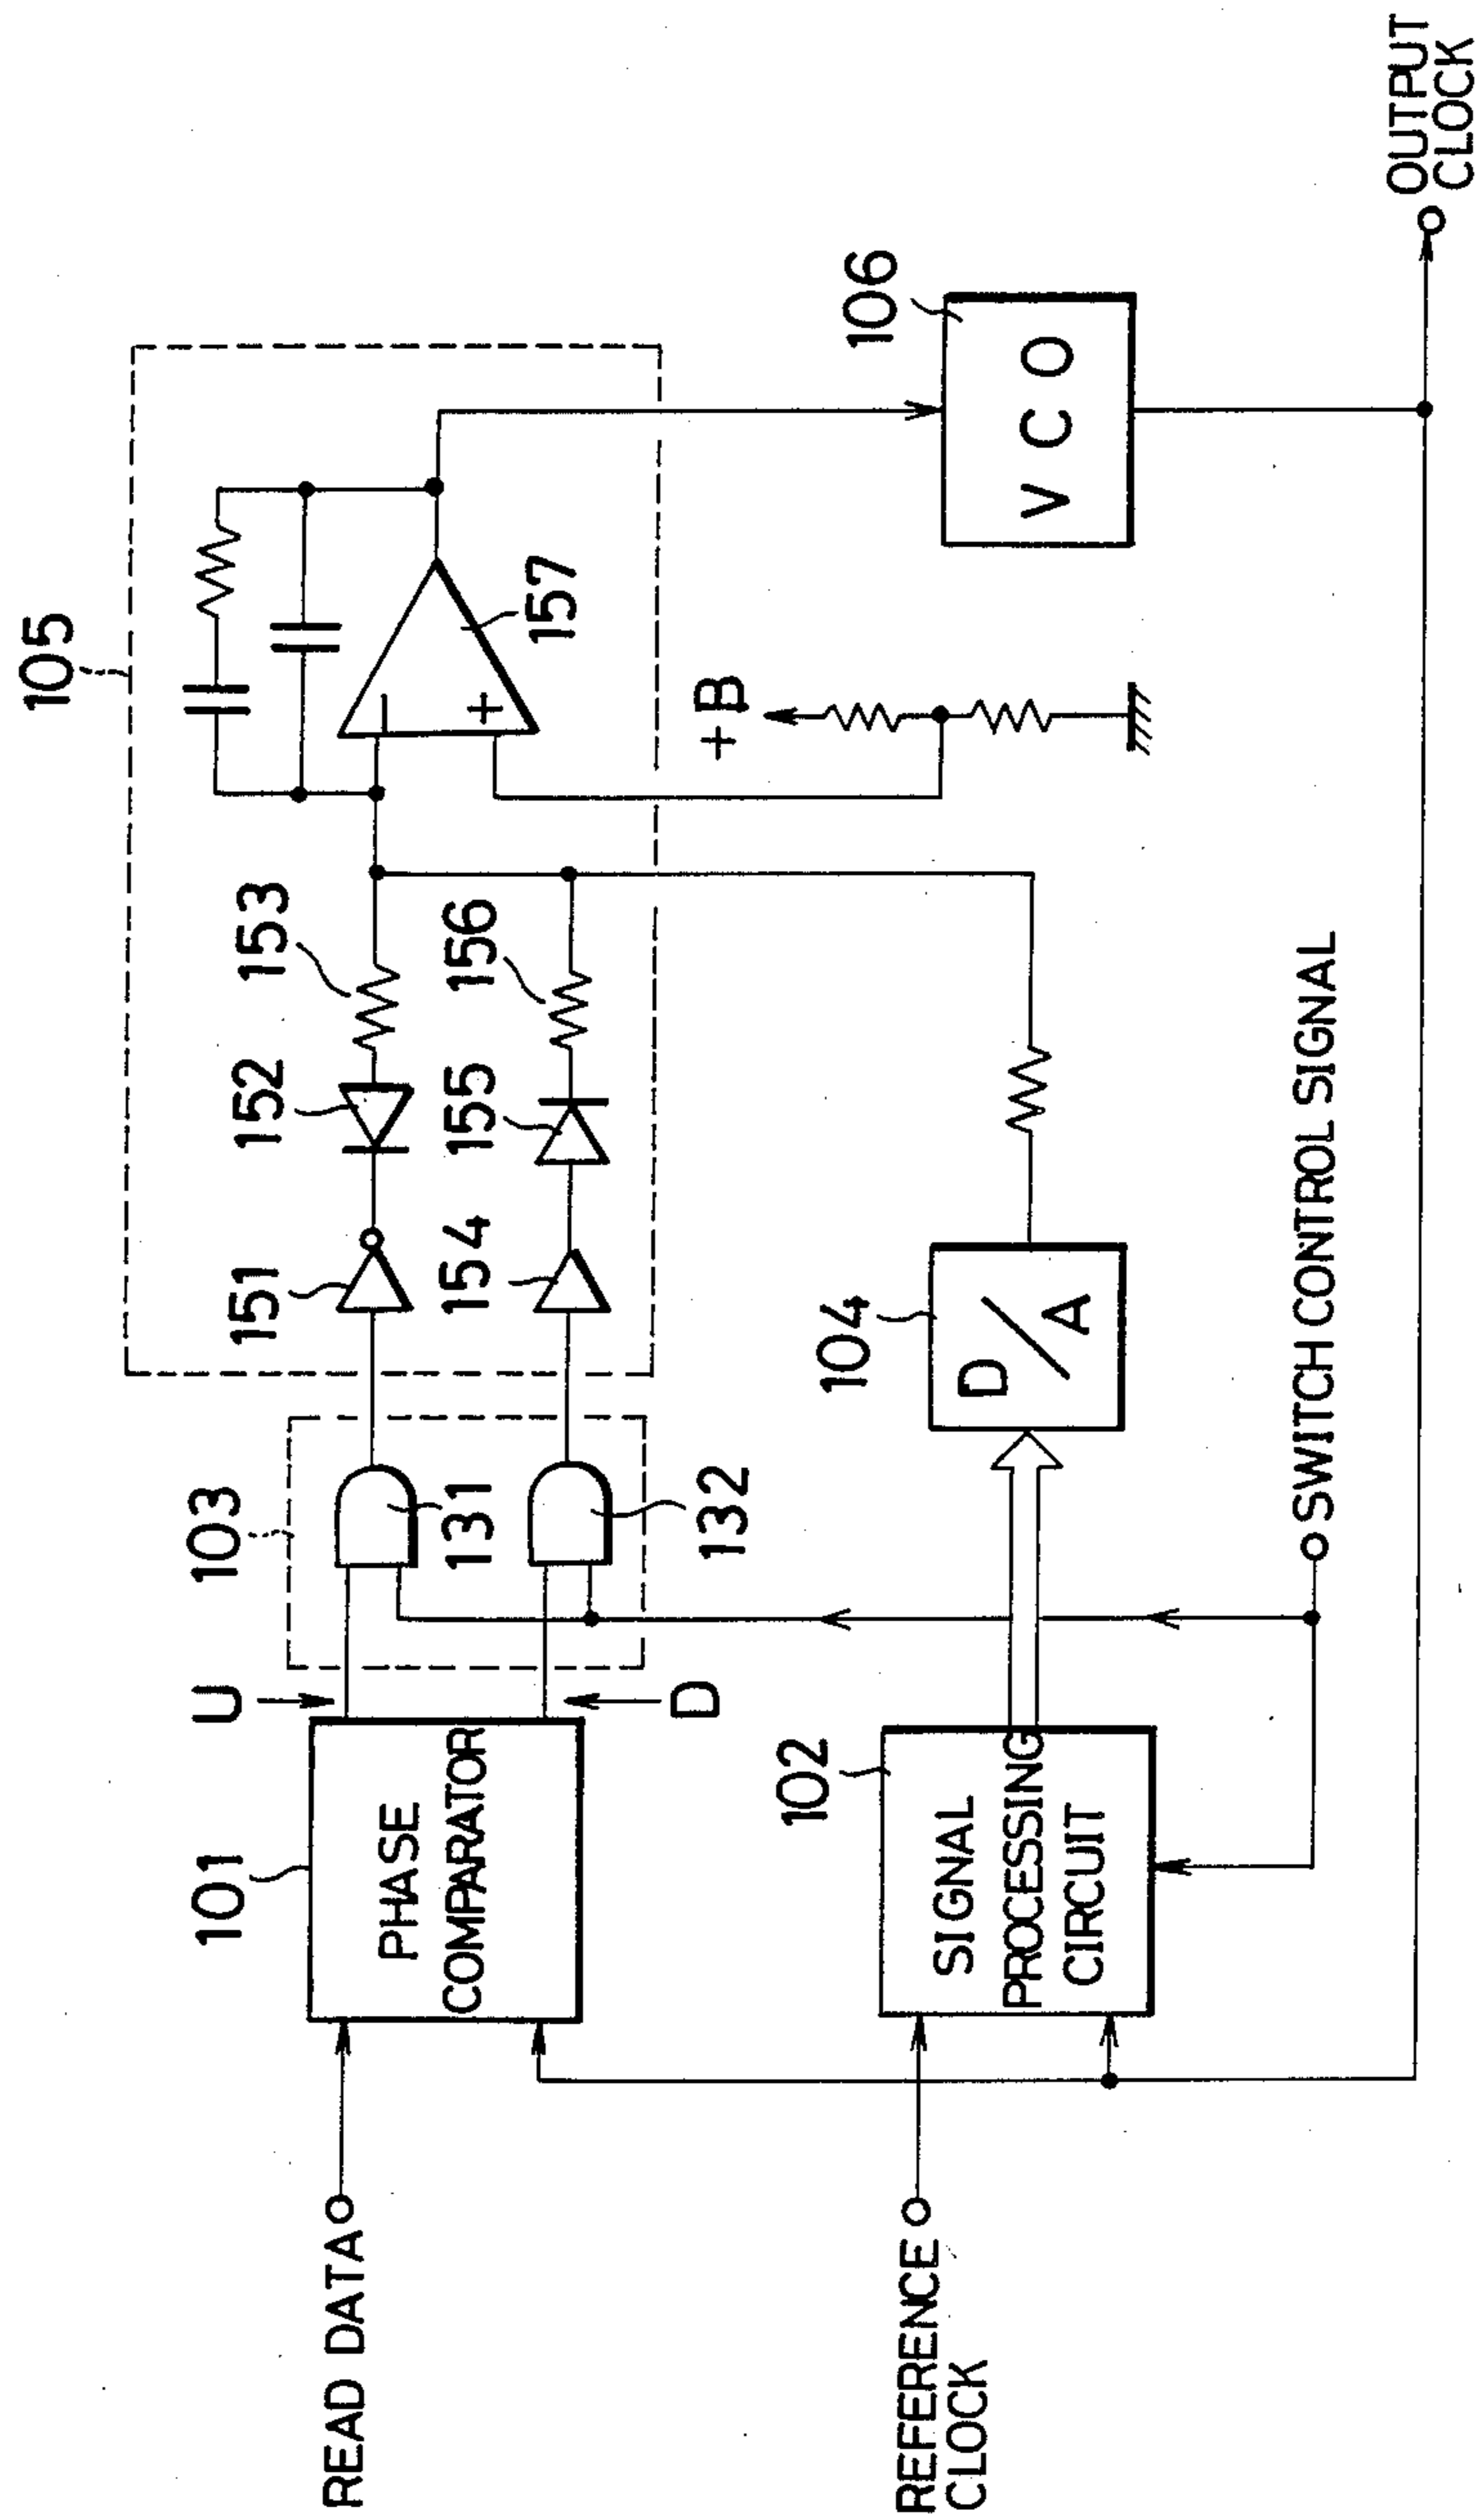 105
103
101
READ DATA
U
PHASE
COMPARATOR
D
131
132
151
152
153
154
155
156
−
+
157
+B
106
V C O
102
REFERENCE
CLOCK
SIGNAL
PROCESSING
CIRCUIT
104
D/A
SWITCH CONTROL SIGNAL
OUTPUT
CLOCK